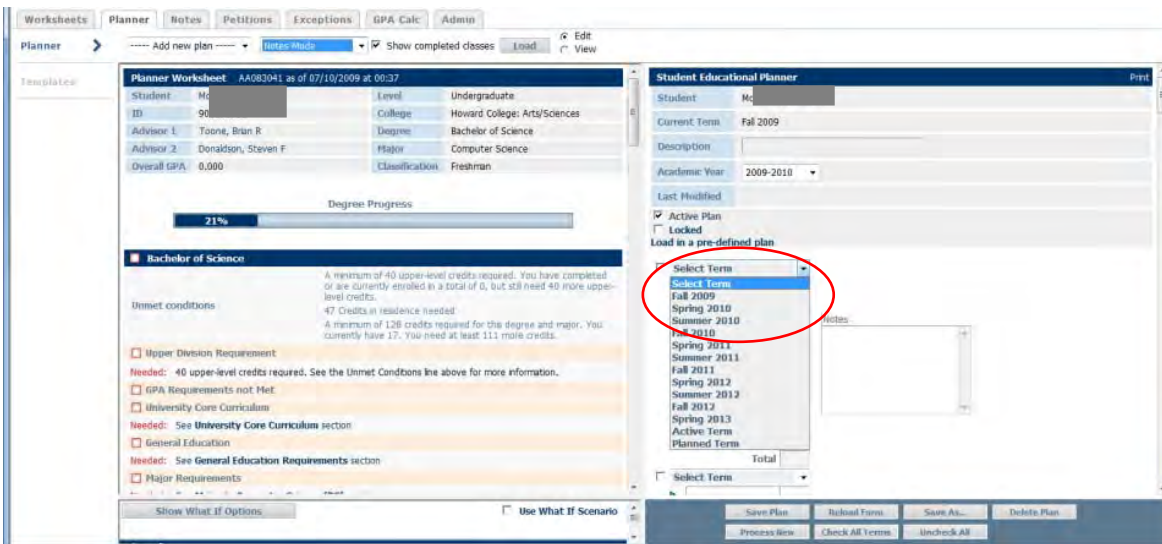 Worksheets Planner Notes Petitions Exceptions GPA Calc Admin
Planner ----- Add new plan ----- Notes Mode Show completed classes Load Edit
View
Templates
Planner Worksheet AA083041 as of 07/10/2009 at 00:37
Student Mc Level Undergraduate
ID 90 College Howard College: Arts/Sciences
Advisor 1 Toone, Brian R Degree Bachelor of Science
Advisor 2 Donaldson, Steven F Major Computer Science
Overall GPA 0.000 Classification Freshman
Degree Progress
21%
Bachelor of Science
Unmet conditions
A minimum of 40 upper-level credits required. You have completed
or are currently enrolled in a total of 0, but still need 40 more upper-
level credits.
47 Credits in residence needed
A minimum of 128 credits required for this degree and major. You
currently have 17. You need at least 111 more credits.
Upper Division Requirement
Needed: 40 upper-level credits required. See the Unmet Conditions line above for more information.
GPA Requirements not Met
University Core Curriculum
Needed: See University Core Curriculum section
General Education
Needed: See General Education Requirements section
Major Requirements
Show What If Options Use What If Scenario
Student Educational Planner Print
Student Mc
Current Term Fall 2009
Description
Academic Year 2009-2010
Last Modified
Active Plan
Locked
Load in a pre-defined plan
Select Term
Select Term
Fall 2009
Spring 2010
Summer 2010
Fall 2010
Spring 2011
Summer 2011
Fall 2011
Spring 2012
Summer 2012
Fall 2012
Spring 2013
Active Term
Planned Term
Notes
Total
Select Term
Save Plan Reload Form Save As... Delete Plan
Process New Check All Terms Uncheck All